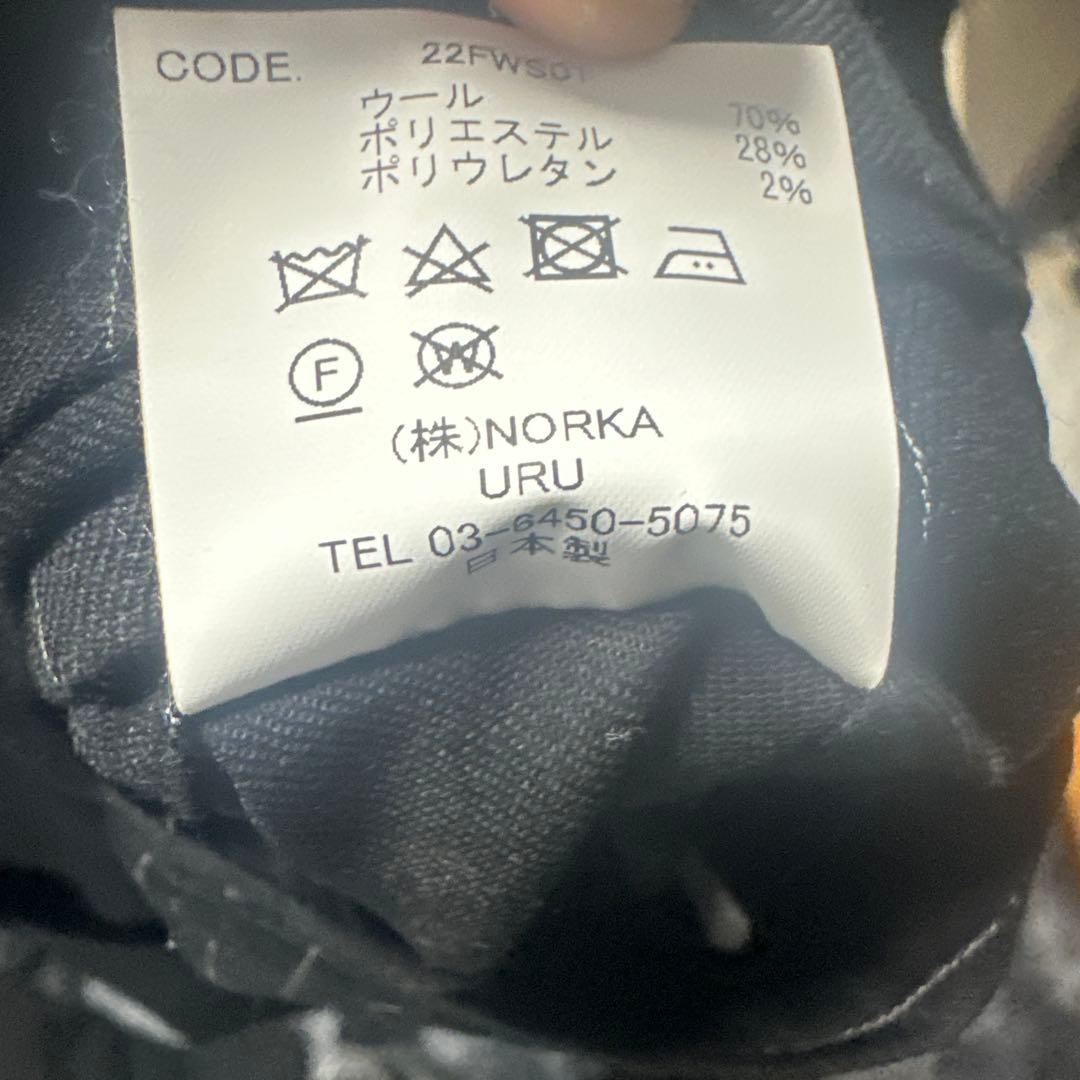 CODE. 22FWS01
ウール 70%
ポリエステル 28%
ポリウレタン 2%
F W
(株)NORKA
URU
TEL 03-6450-5075
日本製